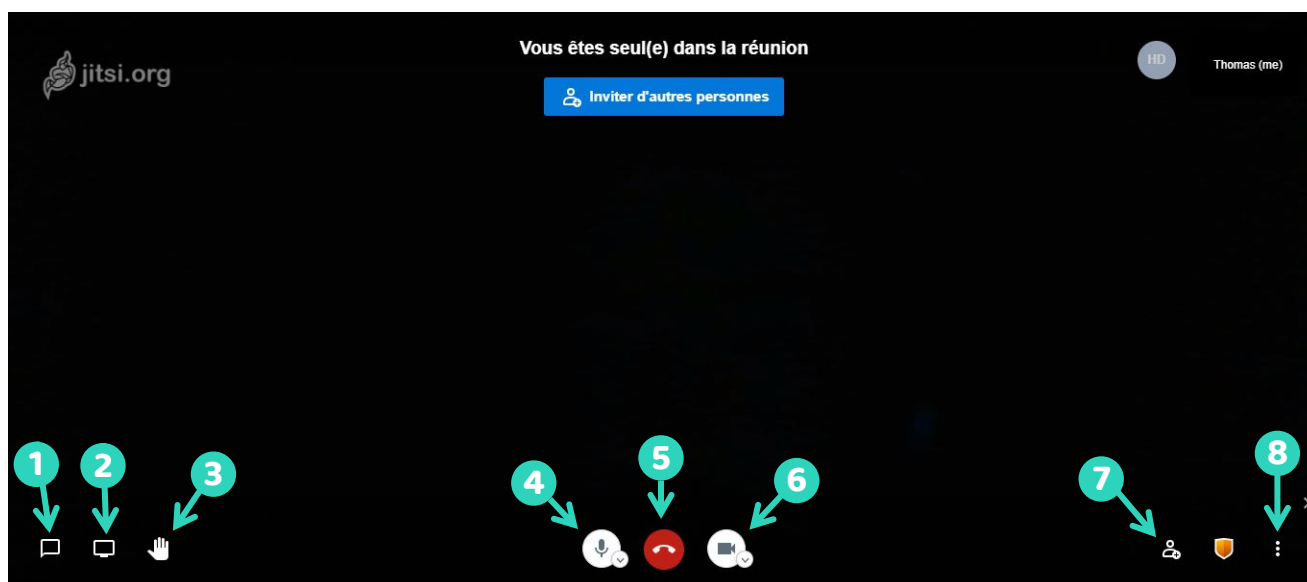 jitsi.org
Vous êtes seul(e) dans la réunion
Inviter d'autres personnes
HD
Thomas (me)
1 2 3 4 5 6 7 8